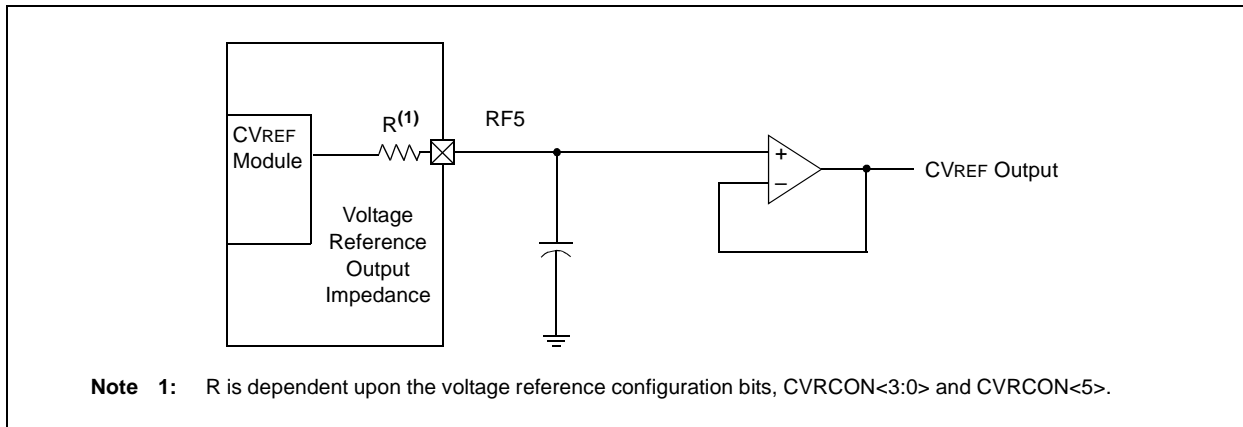 CVREF
Module
R(1)
RF5
Voltage
Reference
Output
Impedance
+
–
CVREF Output
Note 1: R is dependent upon the voltage reference configuration bits, CVRCON<3:0> and CVRCON<5>.